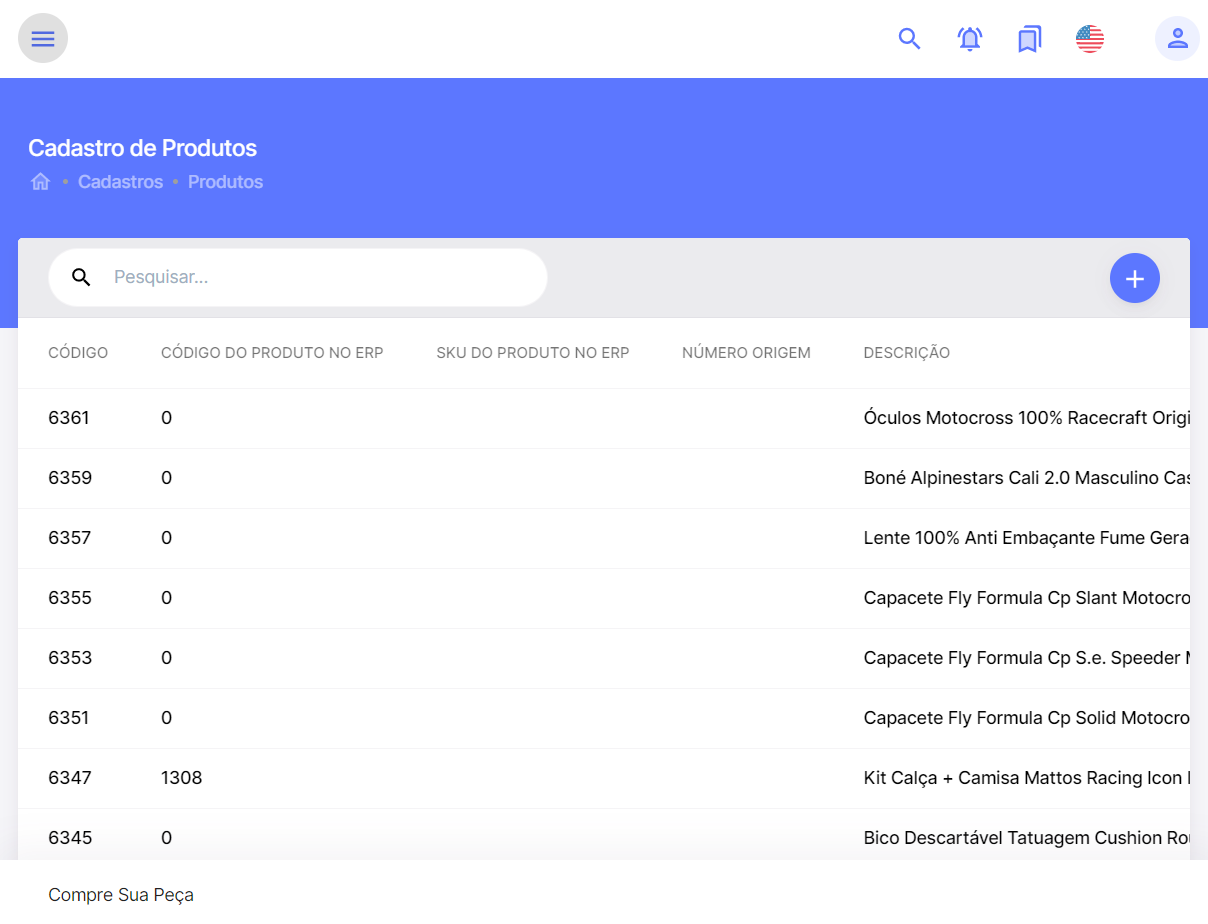 Cadastro de Produtos
Cadastros • Produtos
Pesquisar...
CÓDIGO CÓDIGO DO PRODUTO NO ERP SKU DO PRODUTO NO ERP NÚMERO ORIGEM DESCRIÇÃO
6361 0 Óculos Motocross 100% Racecraft Origi
6359 0 Boné Alpinestars Cali 2.0 Masculino Cas
6357 0 Lente 100% Anti Embaçante Fume Gera
6355 0 Capacete Fly Formula Cp Slant Motocro
6353 0 Capacete Fly Formula Cp S.e. Speeder
6351 0 Capacete Fly Formula Cp Solid Motocro
6347 1308 Kit Calça + Camisa Mattos Racing Icon
6345 0 Bico Descartável Tatuagem Cushion Ro
Compre Sua Peça